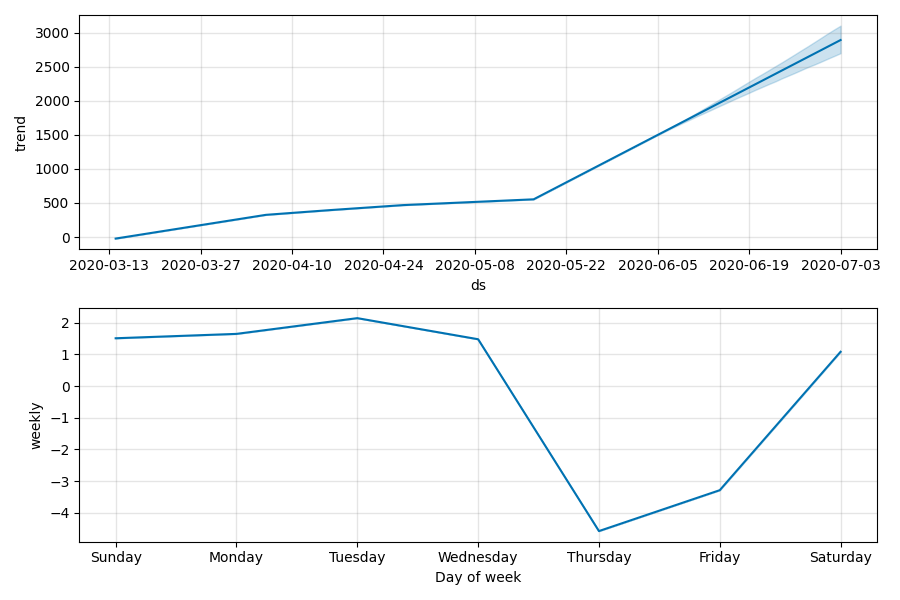 3000
2500
2000
1500
1000
500
0
trend
2020-03-13 2020-03-27 2020-04-10 2020-04-24 2020-05-08 2020-05-22 2020-06-05 2020-06-19 2020-07-03
ds
2
1
0
−1
−2
−3
−4
weekly
Sunday Monday Tuesday Wednesday Thursday Friday Saturday
Day of week